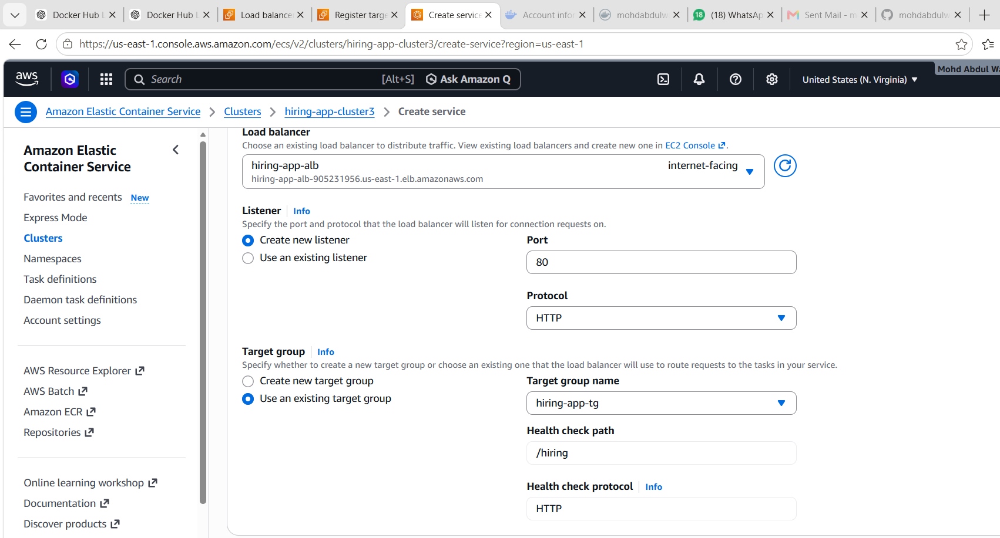 Docker Hub L
Docker Hub L
Load balancer
Register targe
Create service
Account infor
mohdabdulwa
18
(18) WhatsAp
Sent Mail - m
mohdabdulw
https://us-east-1.console.aws.amazon.com/ecs/v2/clusters/hiring-app-cluster3/create-service?region=us-east-1
aws
Search
[Alt+S]
Ask Amazon Q
United States (N. Virginia)
Mohd Abdul Wa
Amazon Elastic Container Service
Clusters
hiring-app-cluster3
Create service
Amazon Elastic
Container Service
Favorites and recents New
Express Mode
Clusters
Namespaces
Task definitions
Daemon task definitions
Account settings
AWS Resource Explorer
AWS Batch
Amazon ECR
Repositories
Online learning workshop
Documentation
Discover products
Load balancer
Choose an existing load balancer to distribute traffic. View existing load balancers and create new one in EC2 Console.
hiring-app-alb internet-facing
hiring-app-alb-905231956.us-east-1.elb.amazonaws.com
Listener Info
Specify the port and protocol that the load balancer will listen for connection requests on.
Create new listener
Use an existing listener
Port
80
Protocol
HTTP
Target group Info
Specify whether to create a new target group or choose an existing one that the load balancer will use to route requests to the tasks in your service.
Create new target group
Use an existing target group
Target group name
hiring-app-tg
Health check path
/hiring
Health check protocol Info
HTTP